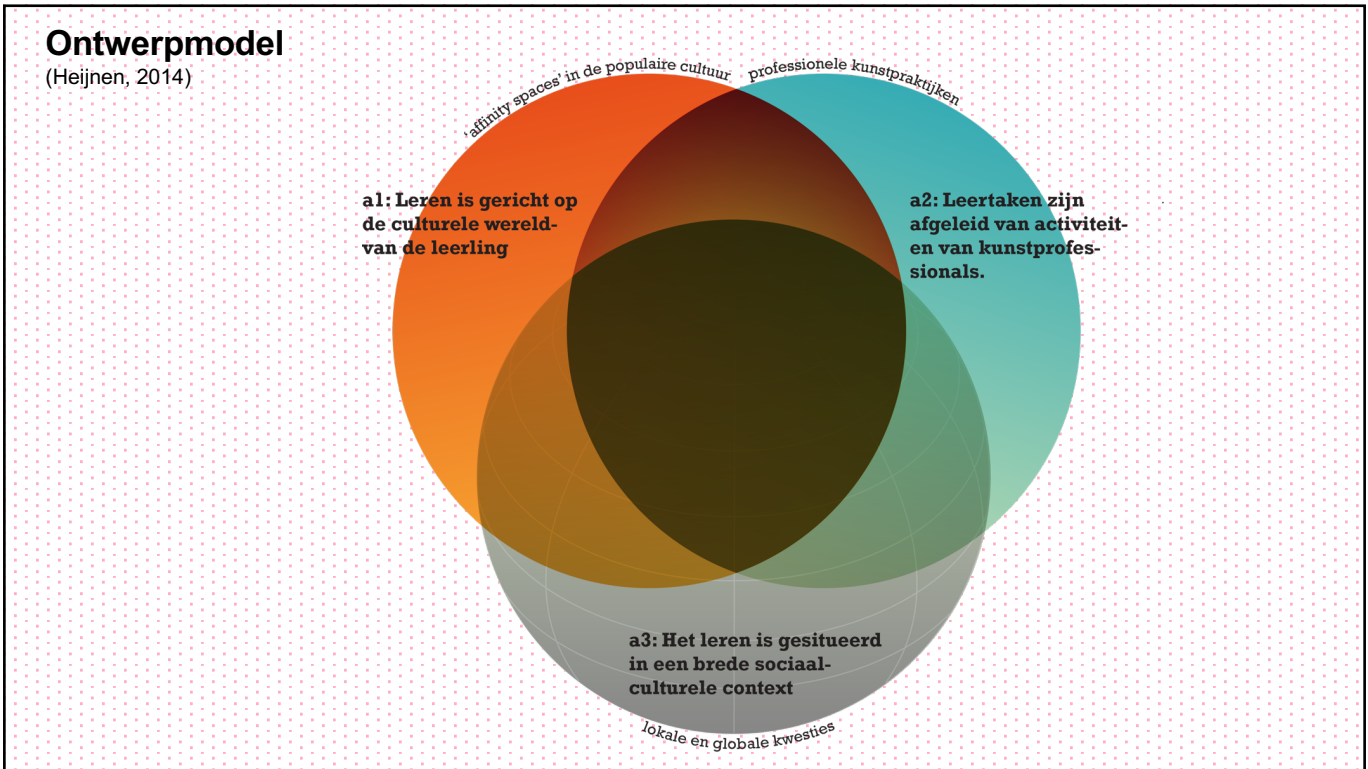 Ontwerpmodel
(Heijnen, 2014)
'affinity spaces' in de populaire cultuur
professionele kunstpraktijken
a1: Leren is gericht op
de culturele wereld-
van de leerling
a2: Leertaken zijn
afgeleid van activiteit-
en van kunstprofes-
sionals.
a3: Het leren is gesitueerd
in een brede sociaal-
culturele context
lokale en globale kwesties